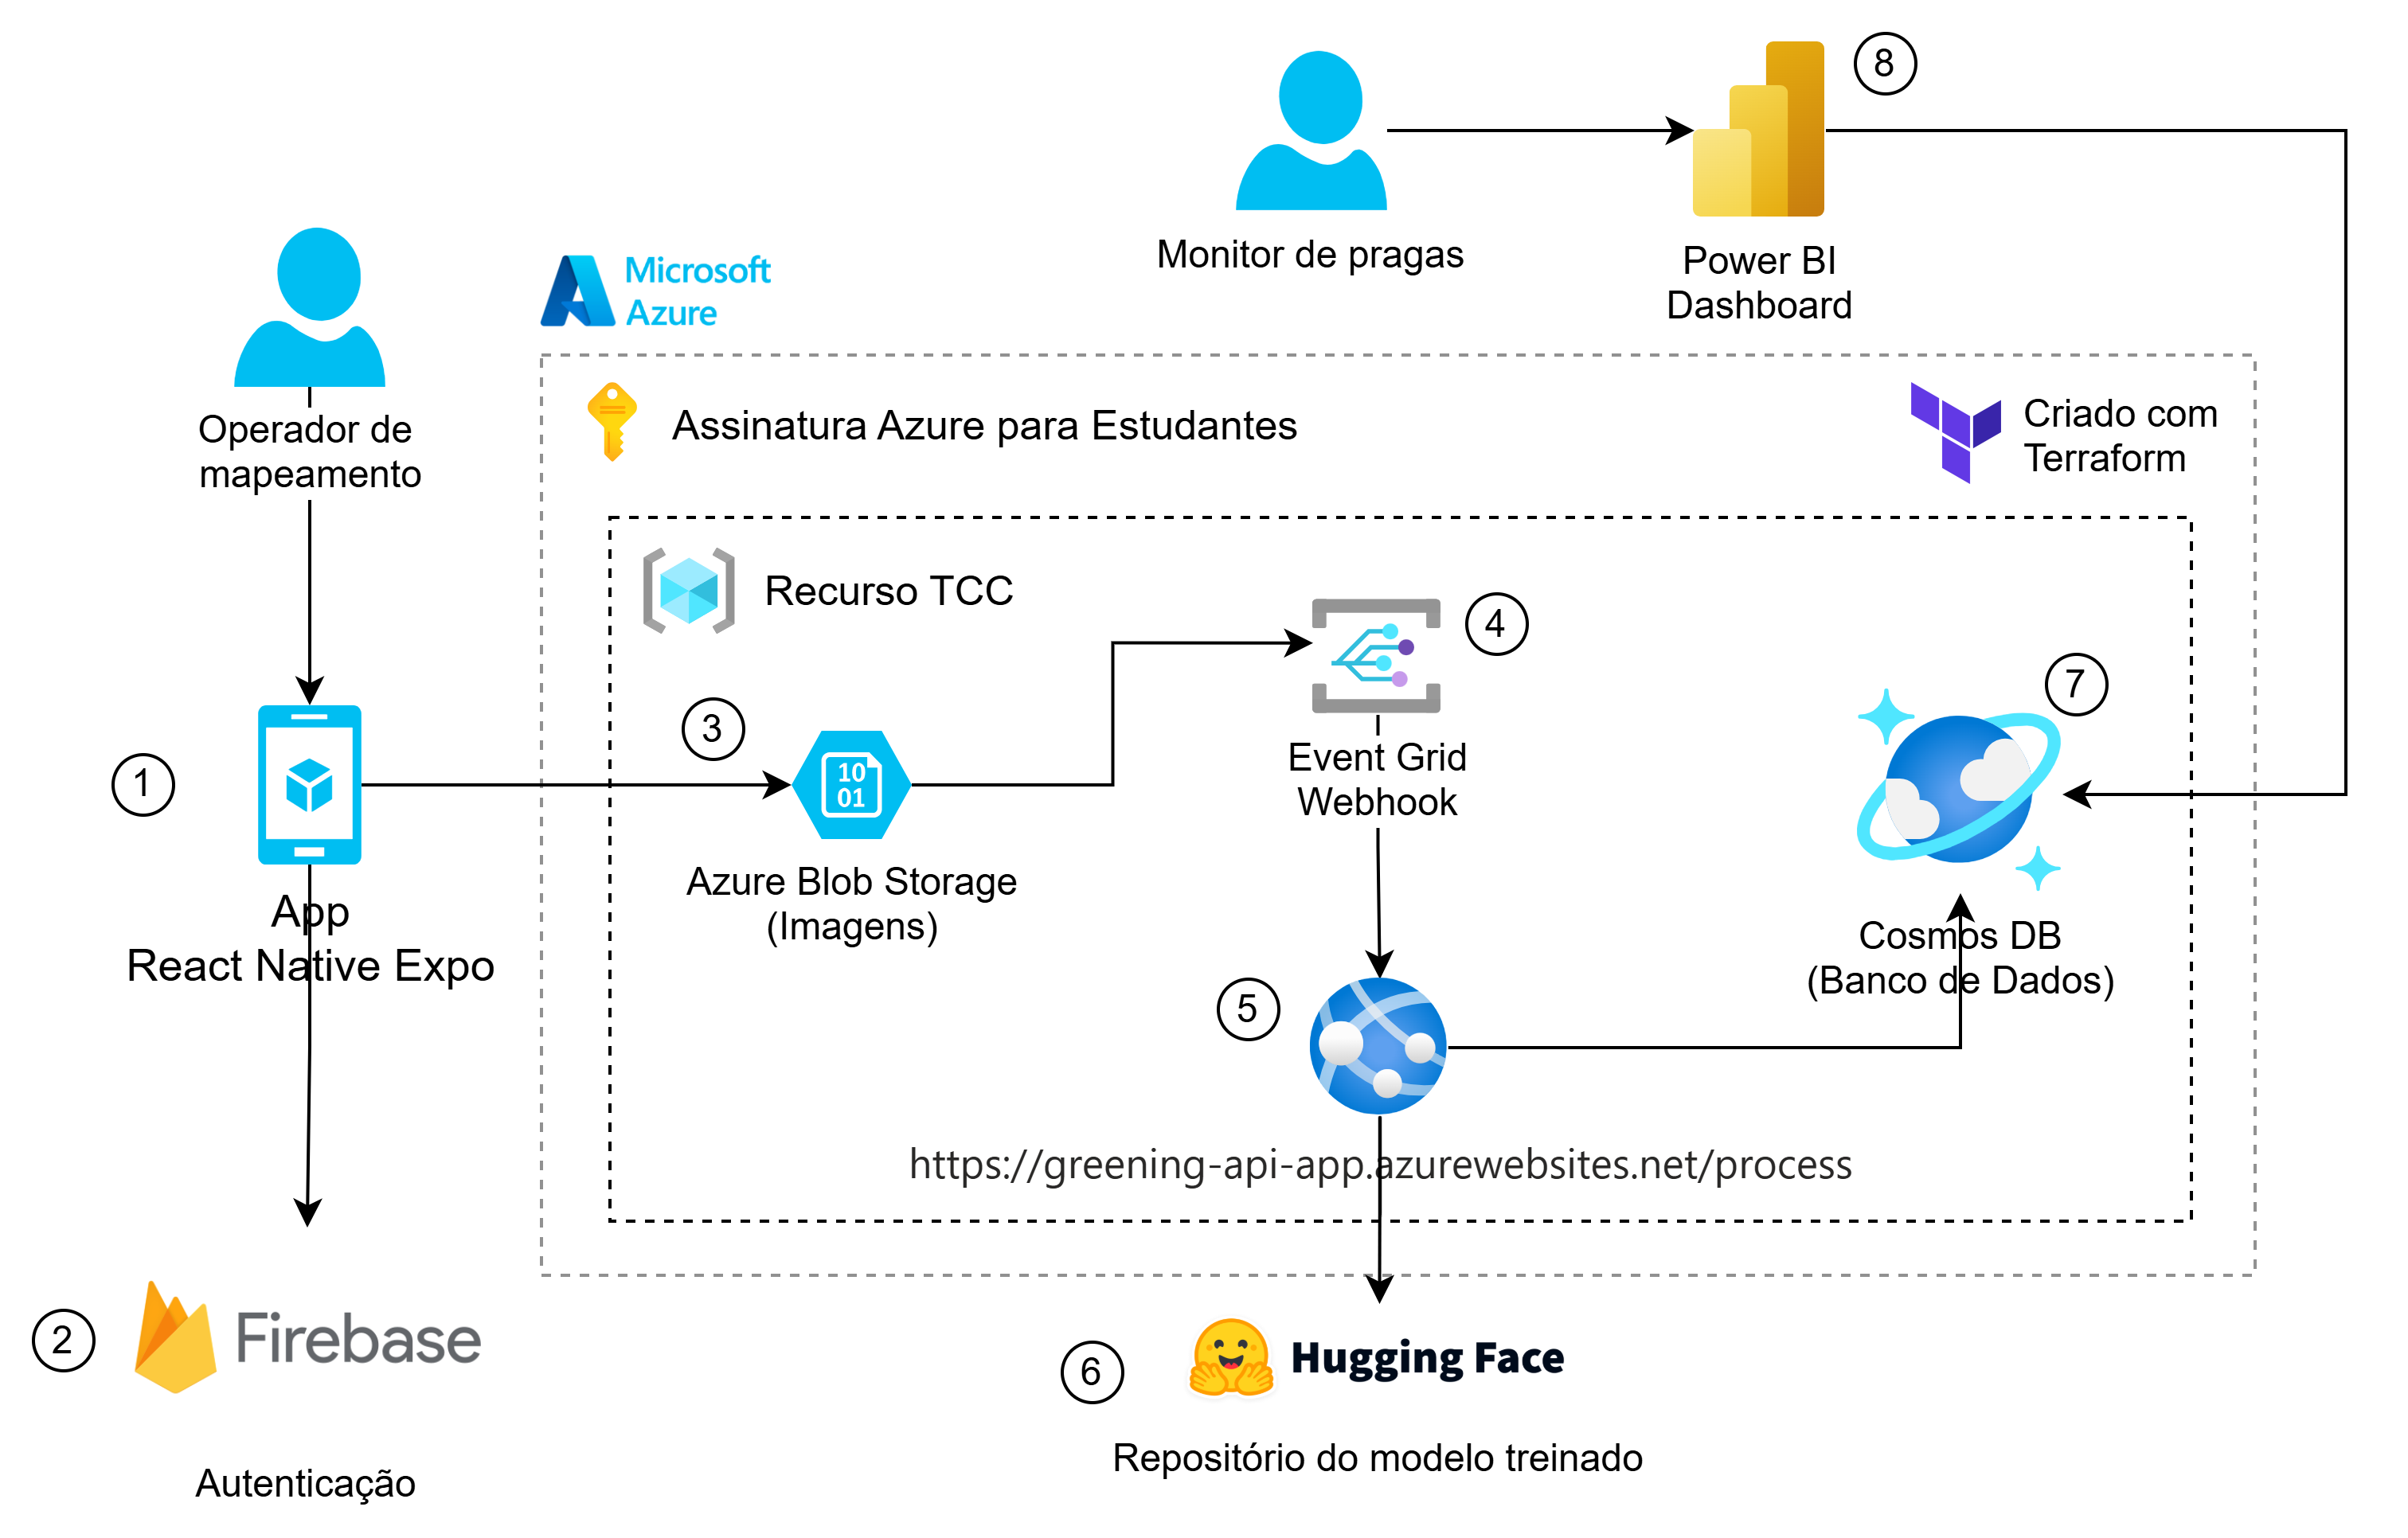 8
Monitor de pragas
Power BI
Dashboard
Microsoft
Azure
Operador de
mapeamento
Assinatura Azure para Estudantes
Criado com
Terraform
Recurso TCC
4
7
3
10
01
1
Event Grid
Webhook
Azure Blob Storage
(Imagens)
App
React Native Expo
Cosmos DB
(Banco de Dados)
5
https://greening-api-app.azurewebsites.net/process
2
Firebase
6
Hugging Face
Repositório do modelo treinado
Autenticação